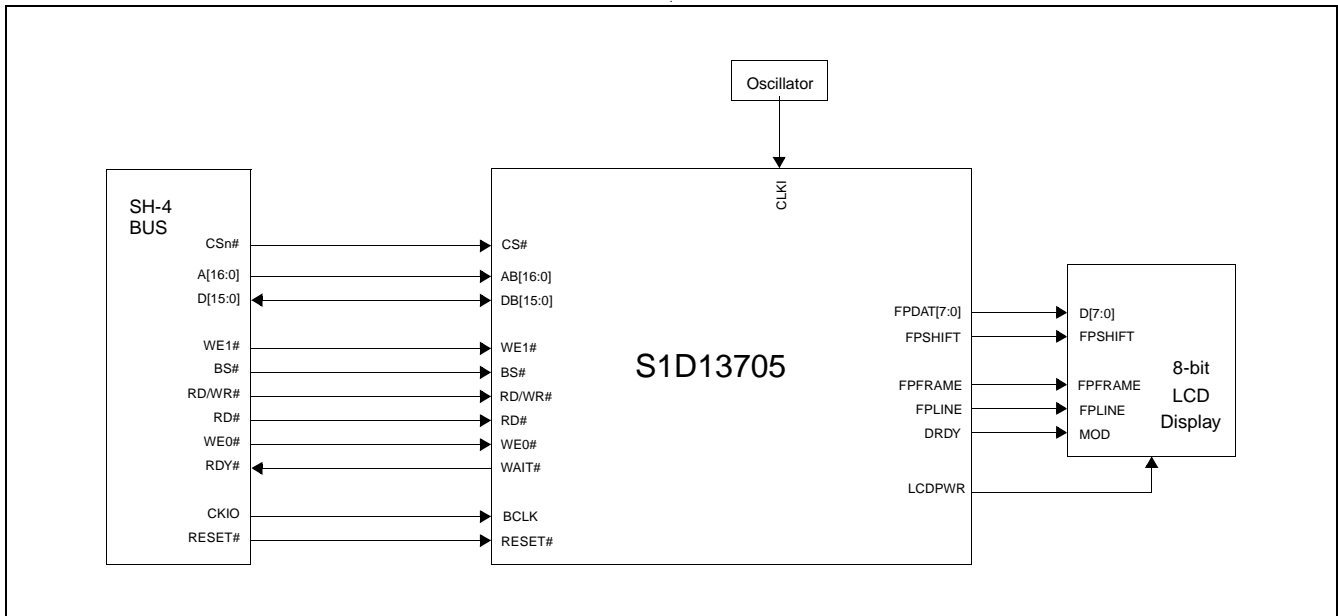 Oscillator
CLKI
SH-4
BUS
CSn#
A[16:0]
D[15:0]
WE1#
BS#
RD/WR#
RD#
WE0#
RDY#
CKIO
RESET#
CS#
AB[16:0]
DB[15:0]
WE1#
BS#
RD/WR#
RD#
WE0#
WAIT#
BCLK
RESET#
S1D13705
FPDAT[7:0]
FPSHIFT
FPFRAME
FPLINE
DRDY
LCDPWR
D[7:0]
FPSHIFT
FPFRAME
FPLINE
MOD
8-bit
LCD
Display